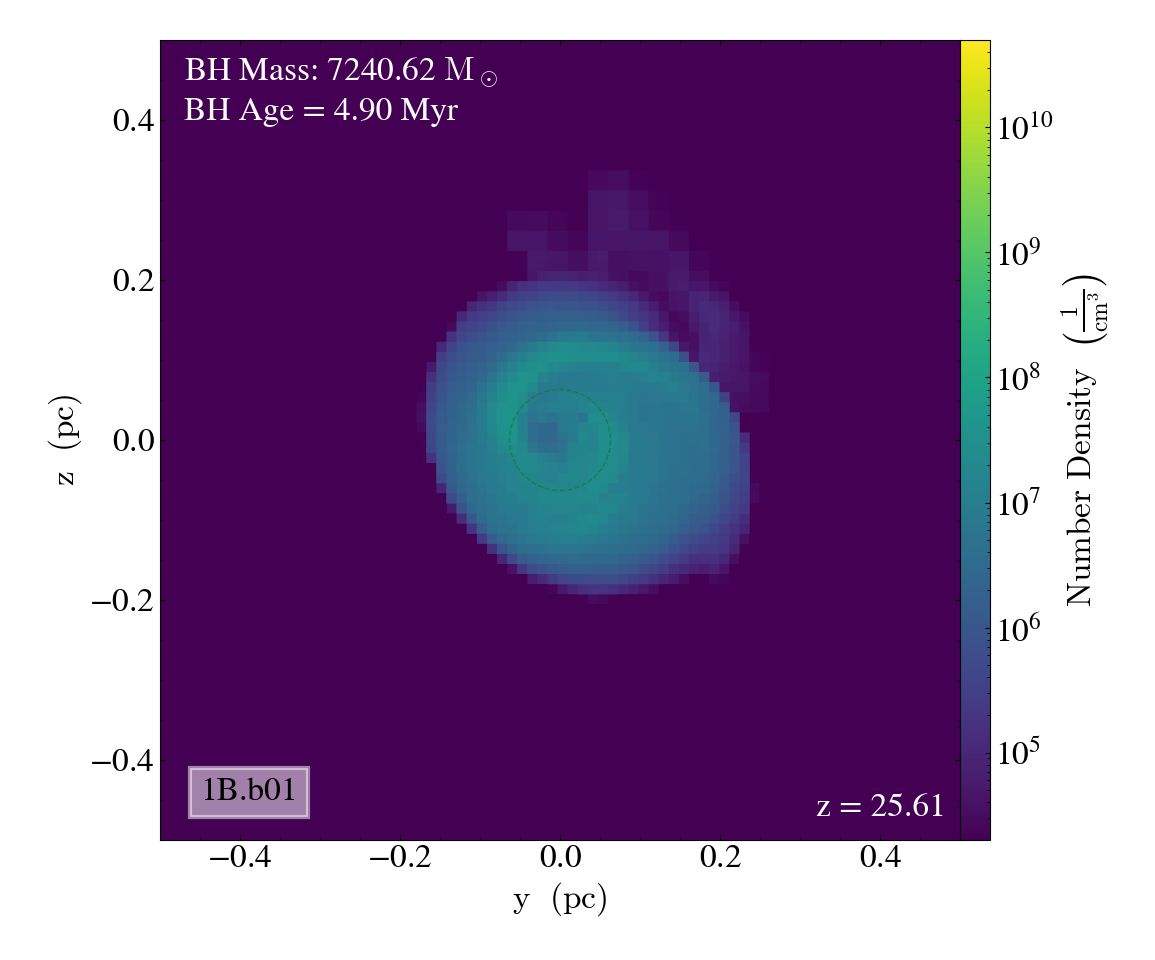 BH Mass: 7240.62 M⊙
BH Age = 4.90 Myr
0.4
0.2
0.0
−0.2
−0.4
z (pc)
1B.b01
z = 25.61
−0.4 −0.2 0.0 0.2 0.4
y (pc)
10¹⁰
10⁹
10⁸
10⁷
10⁶
10⁵
Number Density (1/cm³)